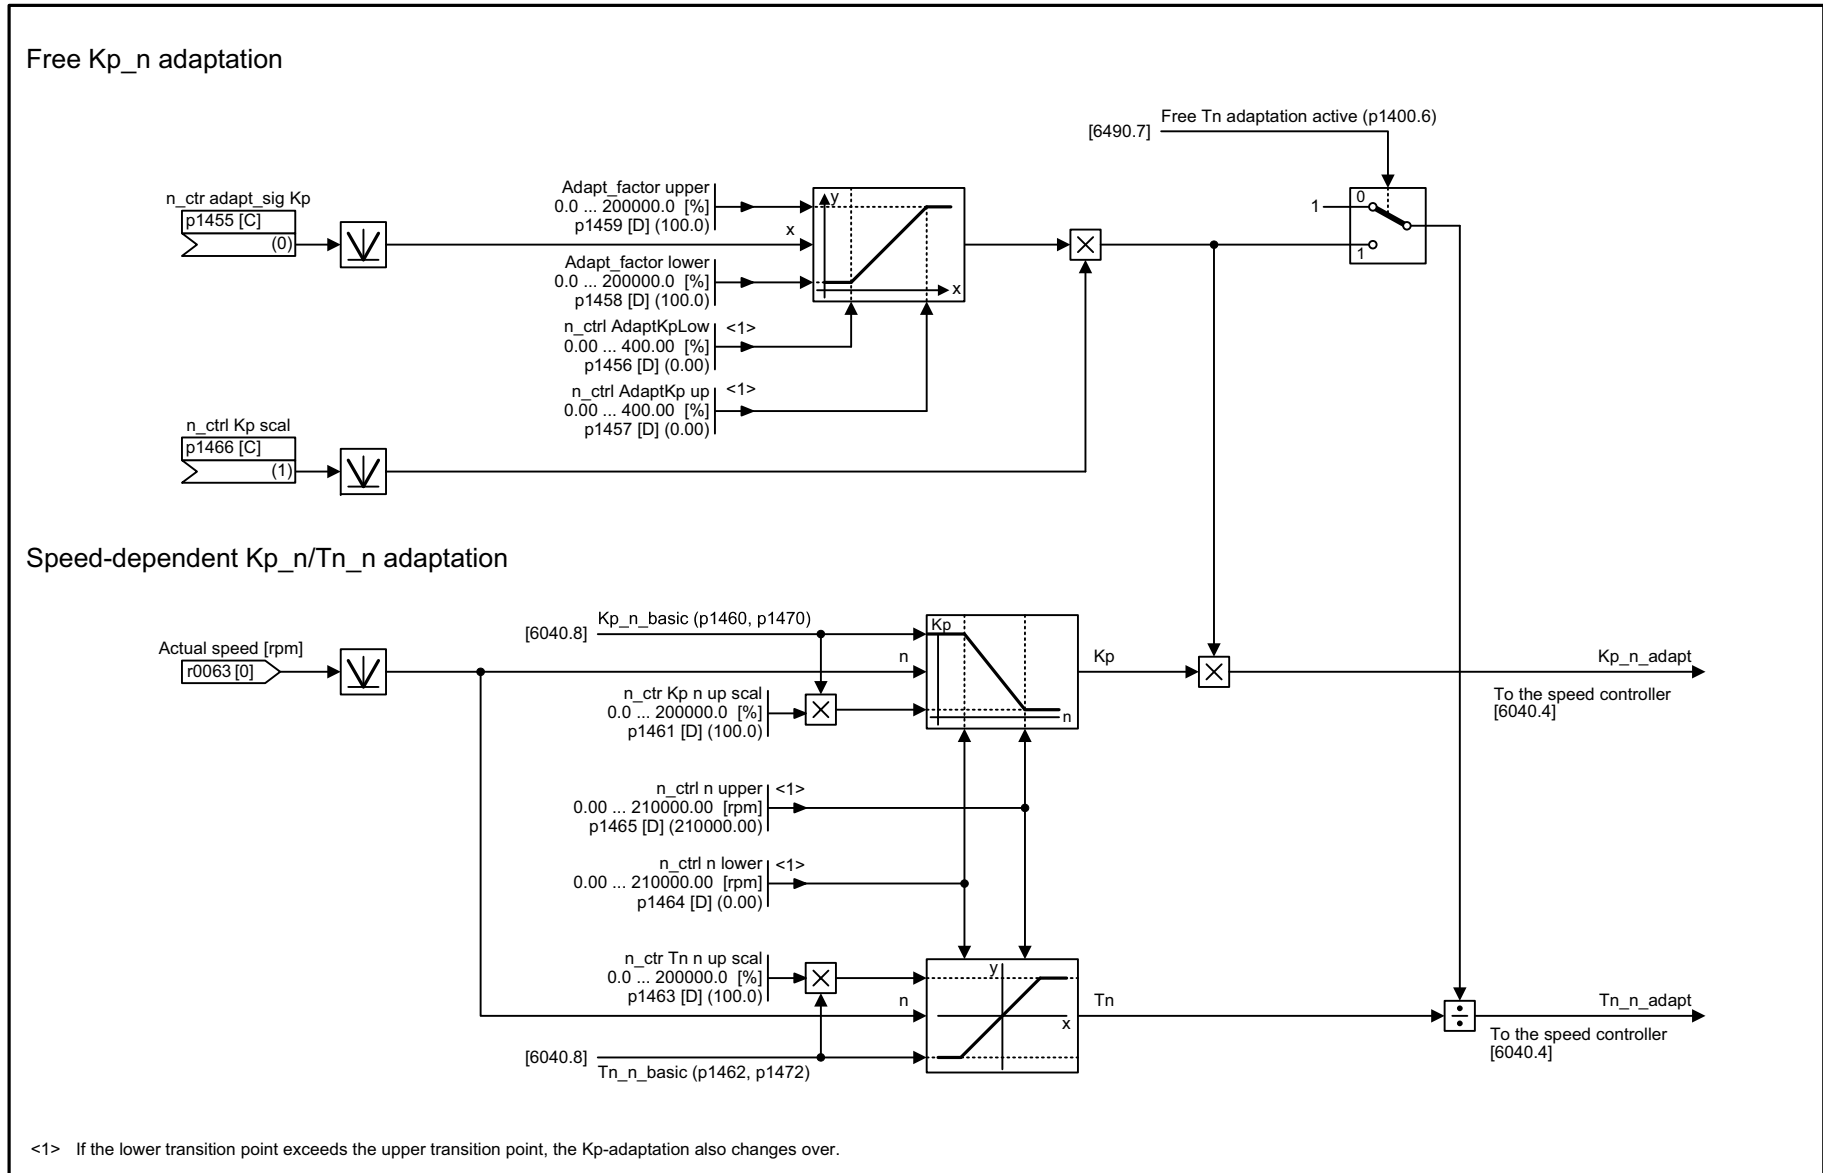 Free Kp_n adaptation
Free Tn adaptation active (p1400.6)
[6490.7]
n_ctr adapt_sig Kp
p1455 [C]
(0)
Adapt_factor upper
0.0 ... 200000.0 [%]
p1459 [D] (100.0)
x
Adapt_factor lower
0.0 ... 200000.0 [%]
p1458 [D] (100.0)
y
x
1
0
1
n_ctrl AdaptKpLow <1>
0.00 ... 400.00 [%]
p1456 [D] (0.00)
n_ctrl AdaptKp up <1>
0.00 ... 400.00 [%]
p1457 [D] (0.00)
n_ctrl Kp scal
p1466 [C]
(1)
Speed-dependent Kp_n/Tn_n adaptation
Kp_n_basic (p1460, p1470)
[6040.8]
Actual speed [rpm]
r0063 [0]
n
Kp
n
Kp
Kp_n_adapt
To the speed controller
[6040.4]
n_ctr Kp n up scal
0.0 ... 200000.0 [%]
p1461 [D] (100.0)
n_ctrl n upper <1>
0.00 ... 210000.00 [rpm]
p1465 [D] (210000.00)
n_ctrl n lower <1>
0.00 ... 210000.00 [rpm]
p1464 [D] (0.00)
n_ctr Tn n up scal
0.0 ... 200000.0 [%]
p1463 [D] (100.0)
n
y
x
Tn
Tn_n_adapt
To the speed controller
[6040.4]
[6040.8]
Tn_n_basic (p1462, p1472)
<1> If the lower transition point exceeds the upper transition point, the Kp-adaptation also changes over.